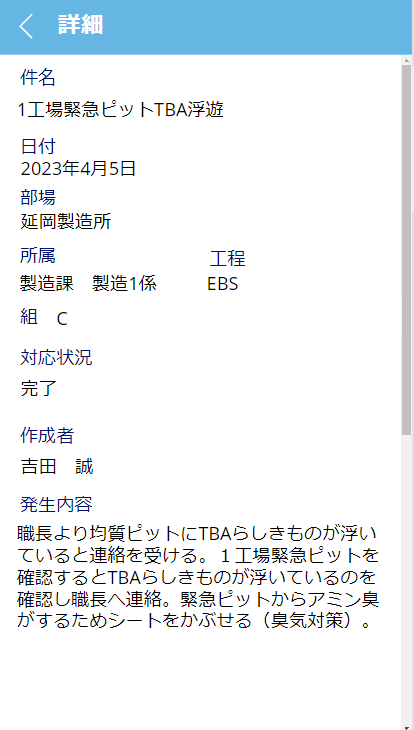 詳細
件名
1工場緊急ピットTBA浮遊
日付
2023年4月5日
部場
延岡製造所
所属 工程
製造課 製造1係 EBS
組 C
対応状況
完了
作成者
吉田 誠
発生内容
職長より均質ピットにTBAらしきものが浮い
ていると連絡を受ける。１工場緊急ピットを
確認するとTBAらしきものが浮いているのを
確認し職長へ連絡。緊急ピットからアミン臭
がするためシートをかぶせる（臭気対策）。